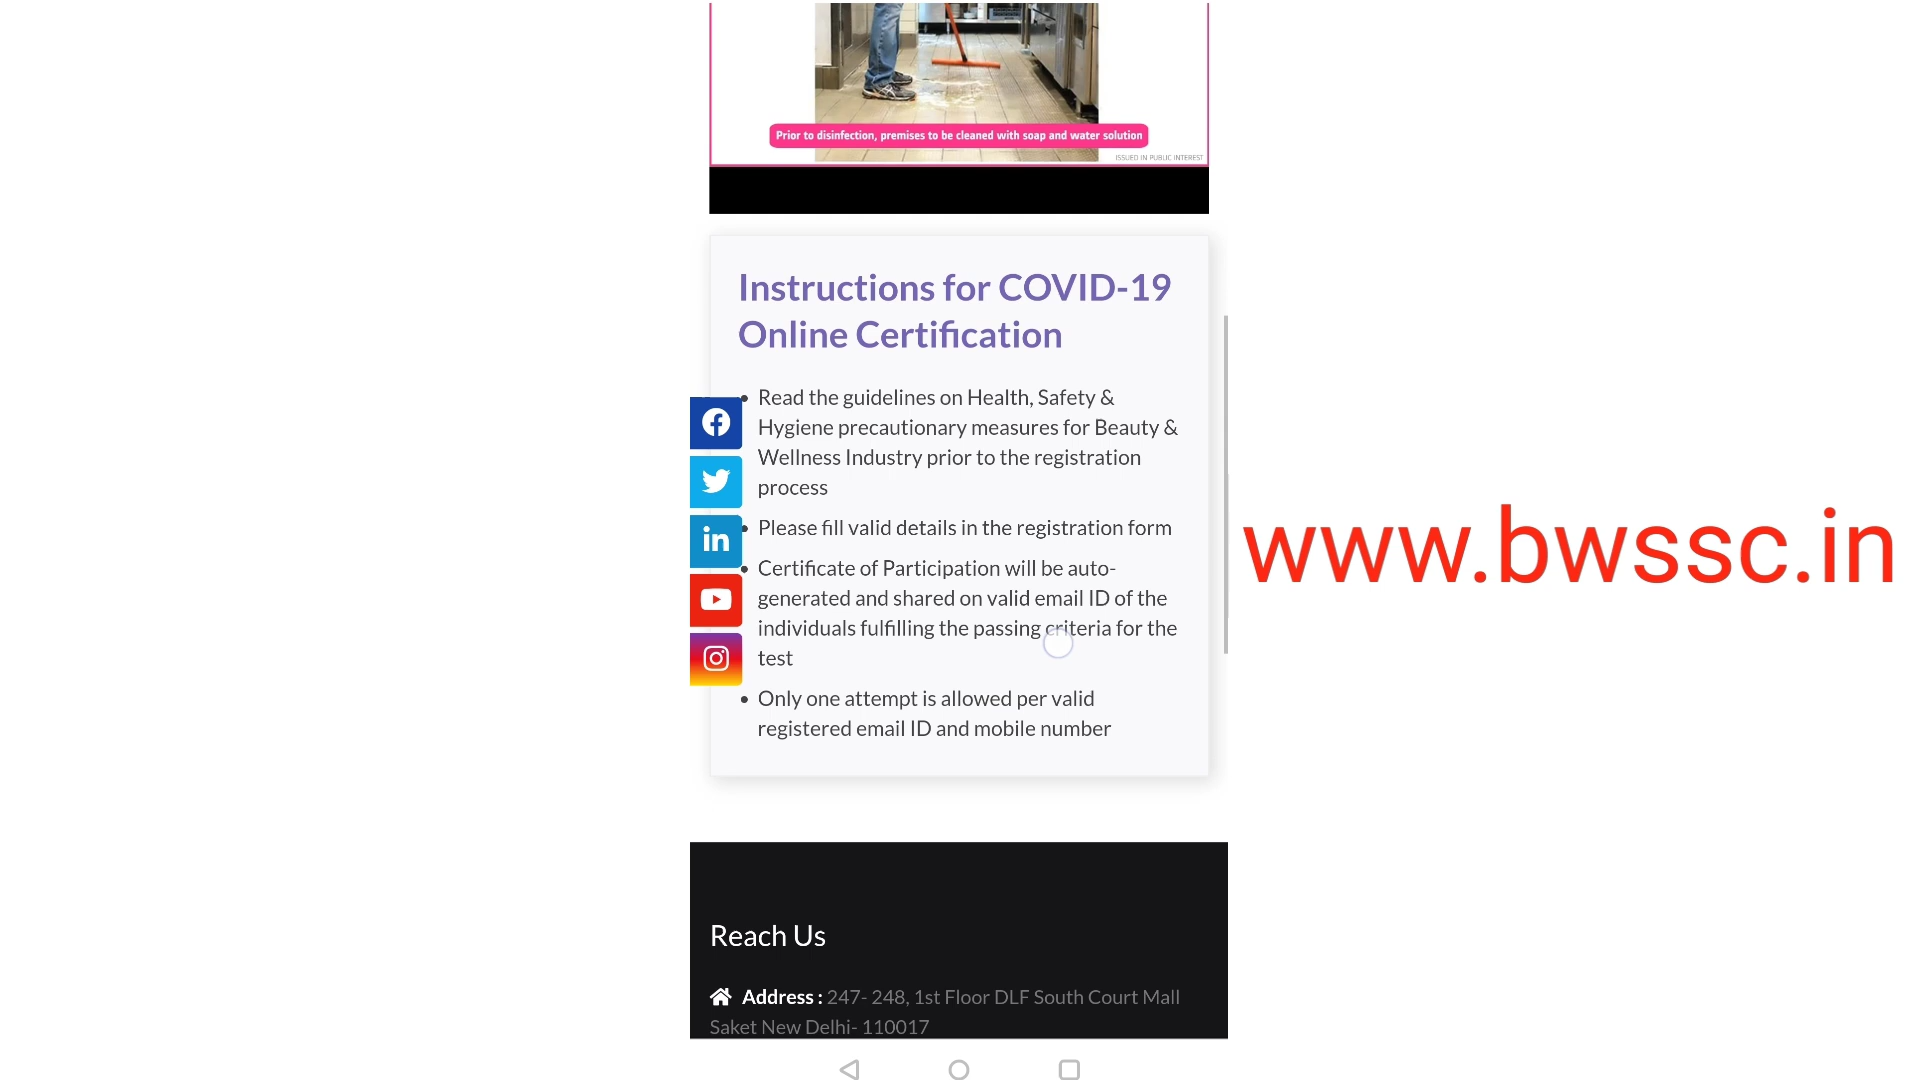 Prior to disinfection, premises to be cleaned with soap and water solution
ISSUED IN PUBLIC INTEREST
Instructions for COVID-19
Online Certification
• Read the guidelines on Health, Safety &
Hygiene precautionary measures for Beauty &
Wellness Industry prior to the registration
process
• Please fill valid details in the registration form
• Certificate of Participation will be auto-
generated and shared on valid email ID of the
individuals fulfilling the passing criteria for the
test
• Only one attempt is allowed per valid
registered email ID and mobile number
www.bwssc.in
Reach Us
Address : 247- 248, 1st Floor DLF South Court Mall
Saket New Delhi- 110017